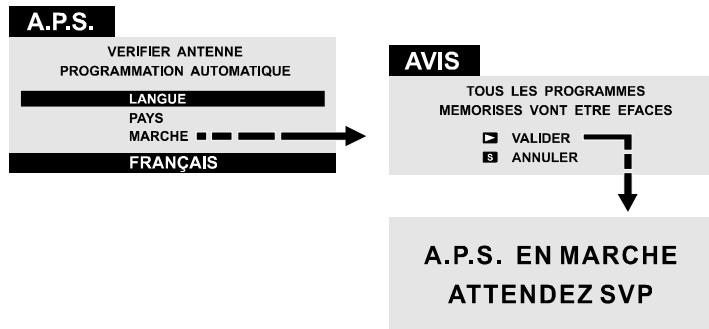 A.P.S.
VERIFIER ANTENNE
PROGRAMMATION AUTOMATIQUE
LANGUE
PAYS
MARCHE
FRANÇAIS
AVIS
TOUS LES PROGRAMMES
MEMORISES VONT ETRE EFACES
VALIDER
S ANNULER
A.P.S. EN MARCHE
ATTENDEZ SVP